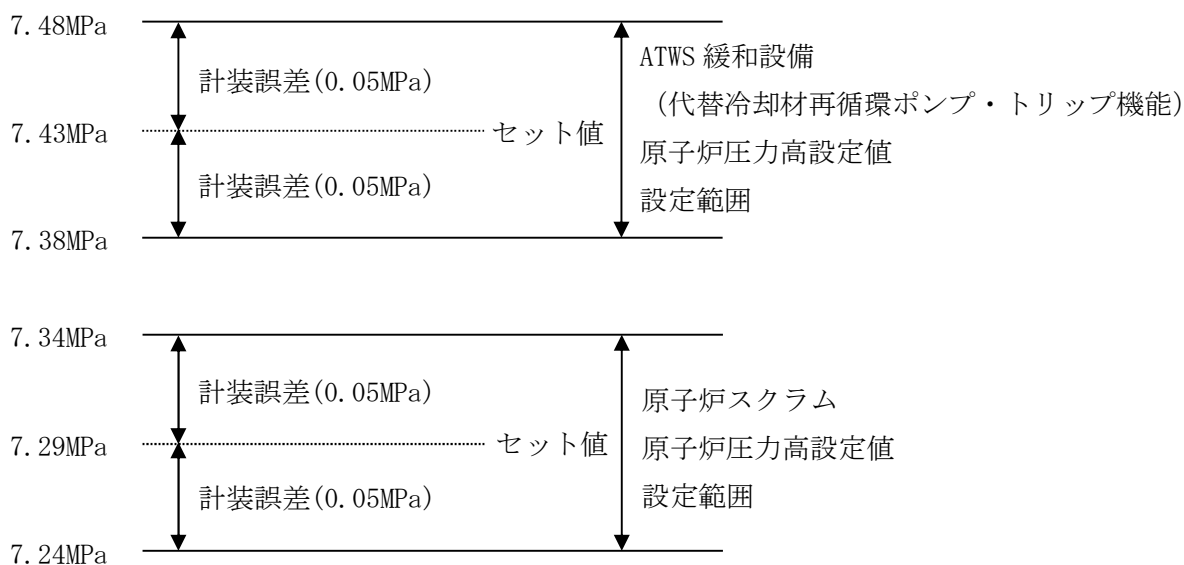 7.48MPa
計装誤差(0.05MPa)
7.43MPa
セット値
計装誤差(0.05MPa)
7.38MPa
ATWS 緩和設備
（代替冷却材再循環ポンプ・トリップ機能）
原子炉圧力高設定値
設定範囲
7.34MPa
計装誤差(0.05MPa)
7.29MPa
セット値
計装誤差(0.05MPa)
7.24MPa
原子炉スクラム
原子炉圧力高設定値
設定範囲